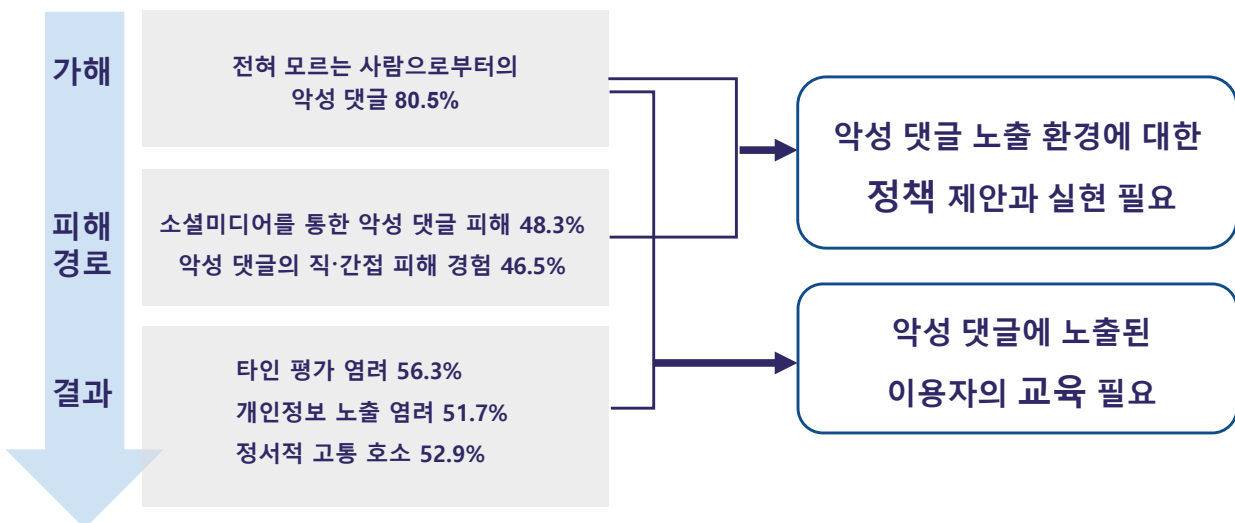 가해
전혀 모르는 사람으로부터의
악성 댓글 80.5%
피해
경로
소셜미디어를 통한 악성 댓글 피해 48.3%
악성 댓글의 직·간접 피해 경험 46.5%
결과
타인 평가 염려 56.3%
개인정보 노출 염려 51.7%
정서적 고통 호소 52.9%
악성 댓글 노출 환경에 대한
정책 제안과 실현 필요
악성 댓글에 노출된
이용자의 교육 필요